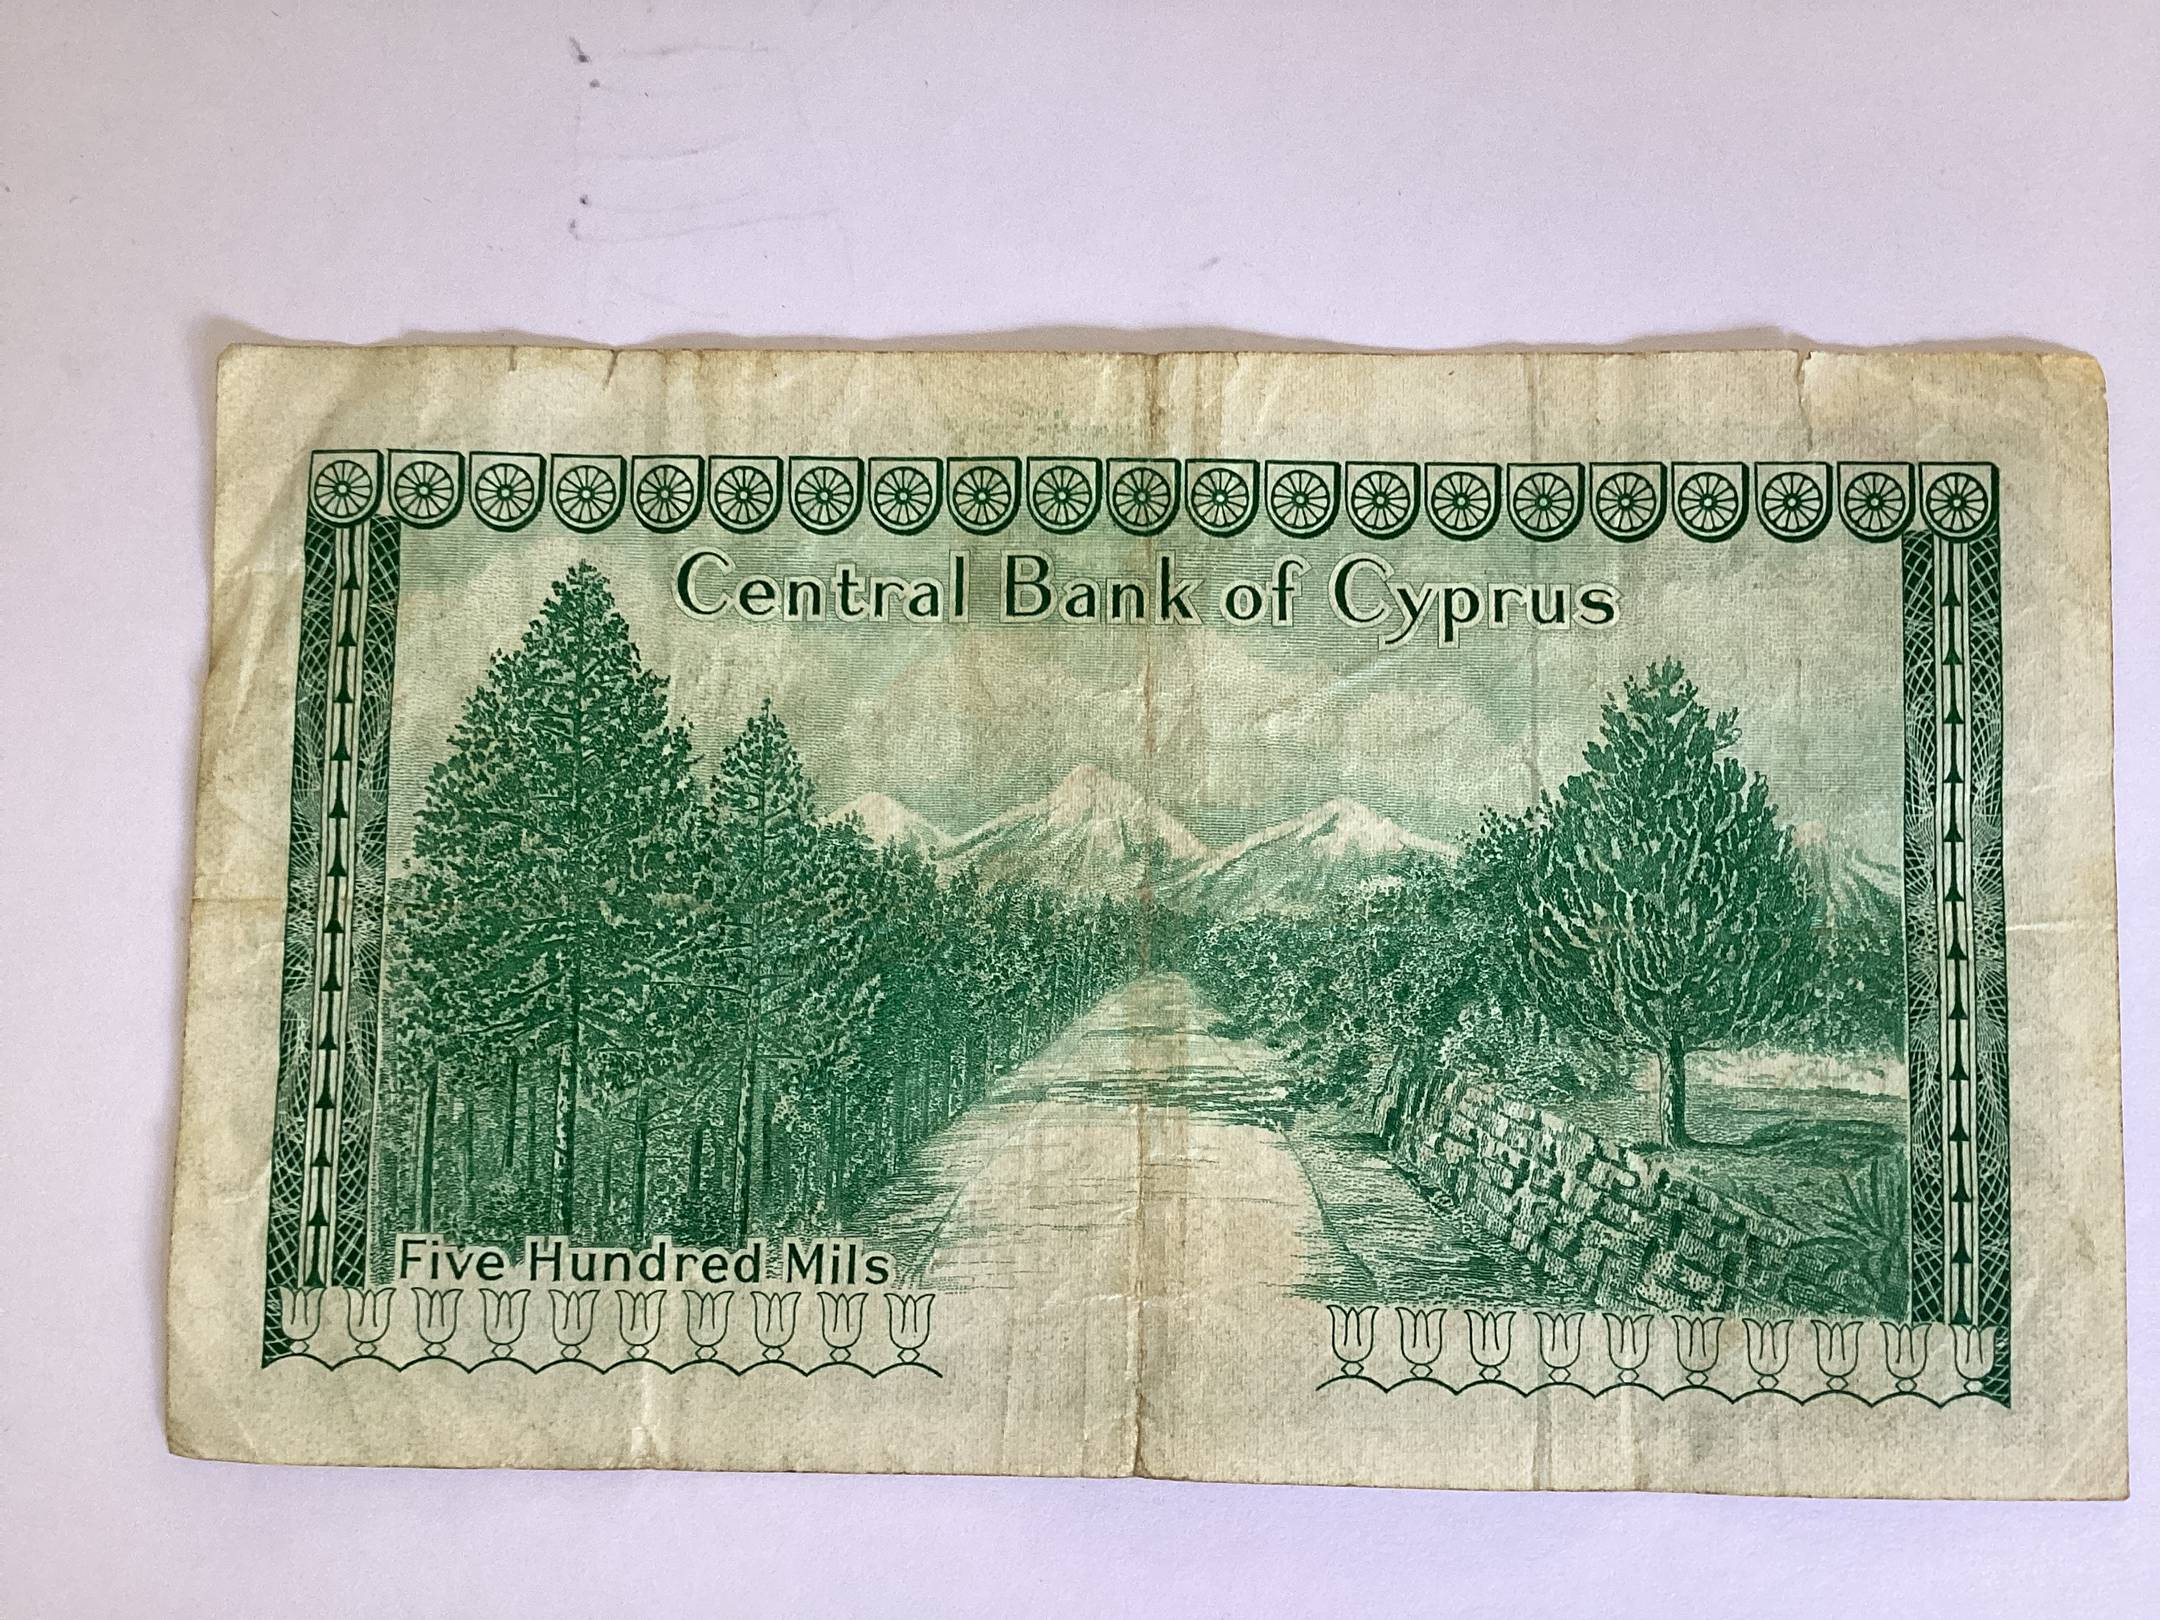 Central Bank of Cyprus
Five Hundred Mils